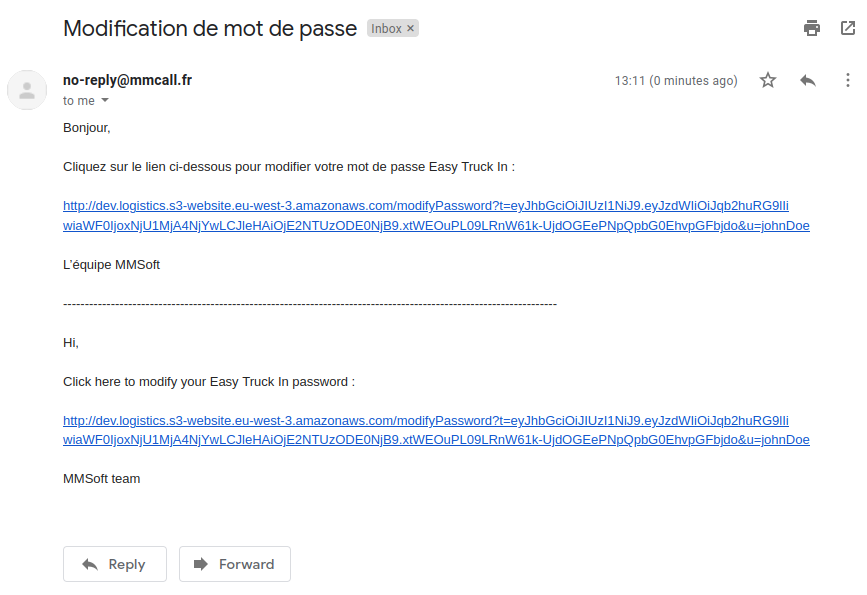 Modification de mot de passe Inbox ×
no-reply@mmcall.fr 13:11 (0 minutes ago)
to me
Bonjour,
Cliquez sur le lien ci-dessous pour modifier votre mot de passe Easy Truck In :
http://dev.logistics.s3-website.eu-west-3.amazonaws.com/modifyPassword?t=eyJhbGciOiJIUzI1NiJ9.eyJzdWIiOiJqb2huRG9lIi
wiaWF0IjoxNjU1MjA4NjYwLCJleHAiOjE2NTUzODE0NjB9.xtWEOuPL09LRnW61k-UjdOGEePNpQpbG0EhvpGFbjdo&u=johnDoe
L'équipe MMSoft
------------------------------------------------------------------------------------------------------------------
Hi,
Click here to modify your Easy Truck In password :
http://dev.logistics.s3-website.eu-west-3.amazonaws.com/modifyPassword?t=eyJhbGciOiJIUzI1NiJ9.eyJzdWIiOiJqb2huRG9lIi
wiaWF0IjoxNjU1MjA4NjYwLCJleHAiOjE2NTUzODE0NjB9.xtWEOuPL09LRnW61k-UjdOGEePNpQpbG0EhvpGFbjdo&u=johnDoe
MMSoft team
Reply Forward